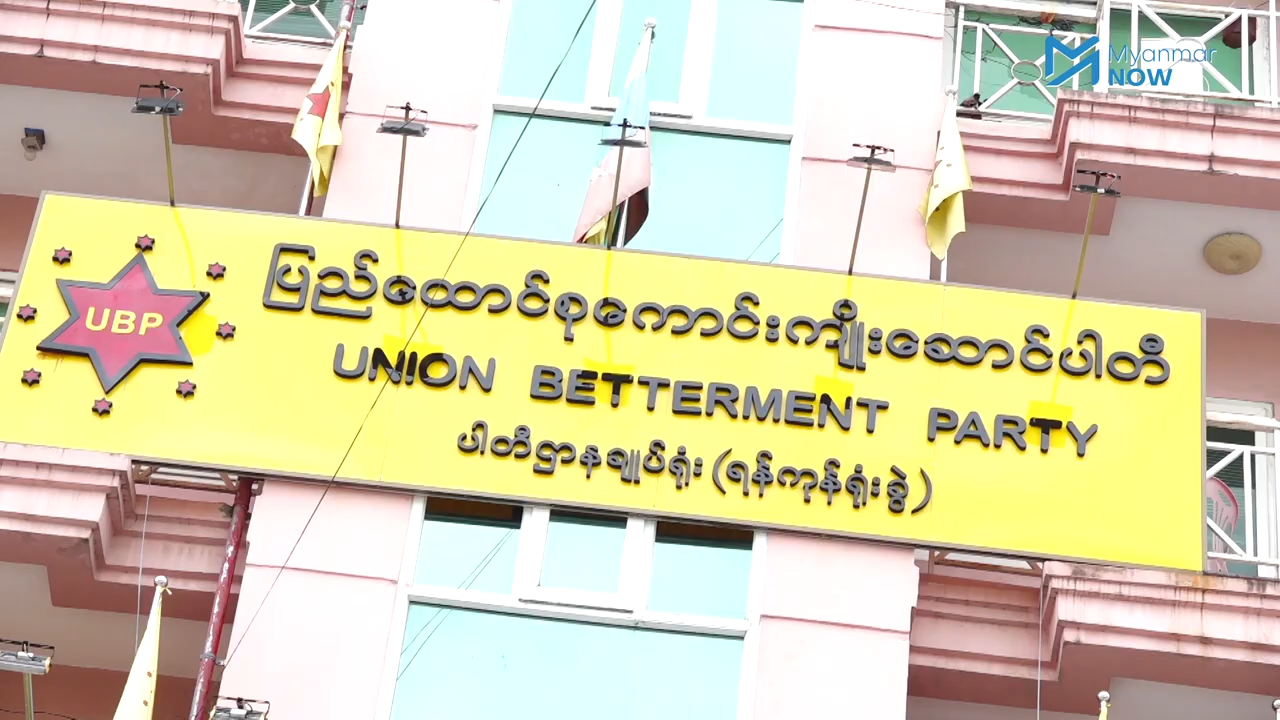 Myanmar
NOW
UBP
ပြည်ထောင်စုကောင်းကျိုးဆောင်ပါတီ
UNION BETTERMENT PARTY
ပါတီဌာနချုပ်ရုံး (ရန်ကုန်ရုံးခွဲ)